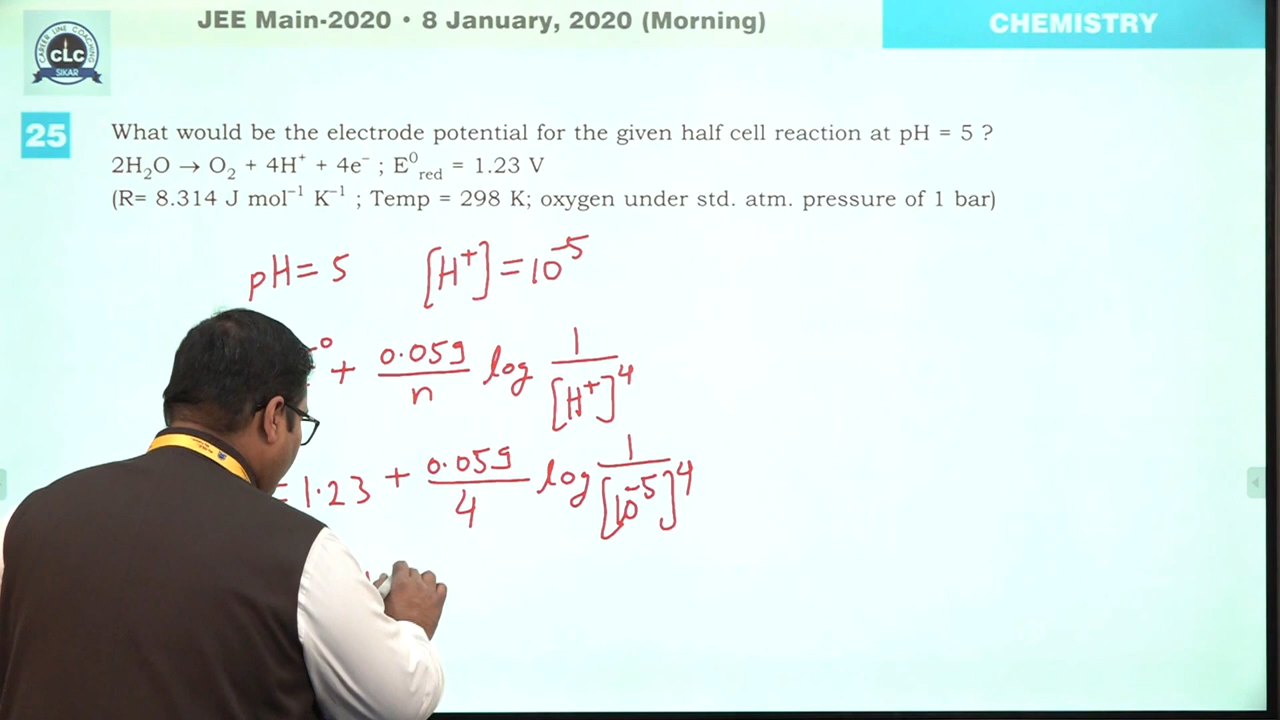 JEE Main-2020 • 8 January, 2020 (Morning)
CHEMISTRY
CAREER LINE COACHING
CLC
SIKAR
25
What would be the electrode potential for the given half cell reaction at pH = 5 ?
2H₂O → O₂ + 4H⁺ + 4e⁻ ; E⁰red = 1.23 V
(R= 8.314 J mol⁻¹ K⁻¹ ; Temp = 298 K; oxygen under std. atm. pressure of 1 bar)
pH = 5 [H⁺] = 10⁻⁵
⁰ + 0.059/n log 1/[H⁺]⁴
= 1.23 + 0.059/4 log 1/[10⁻⁵]⁴